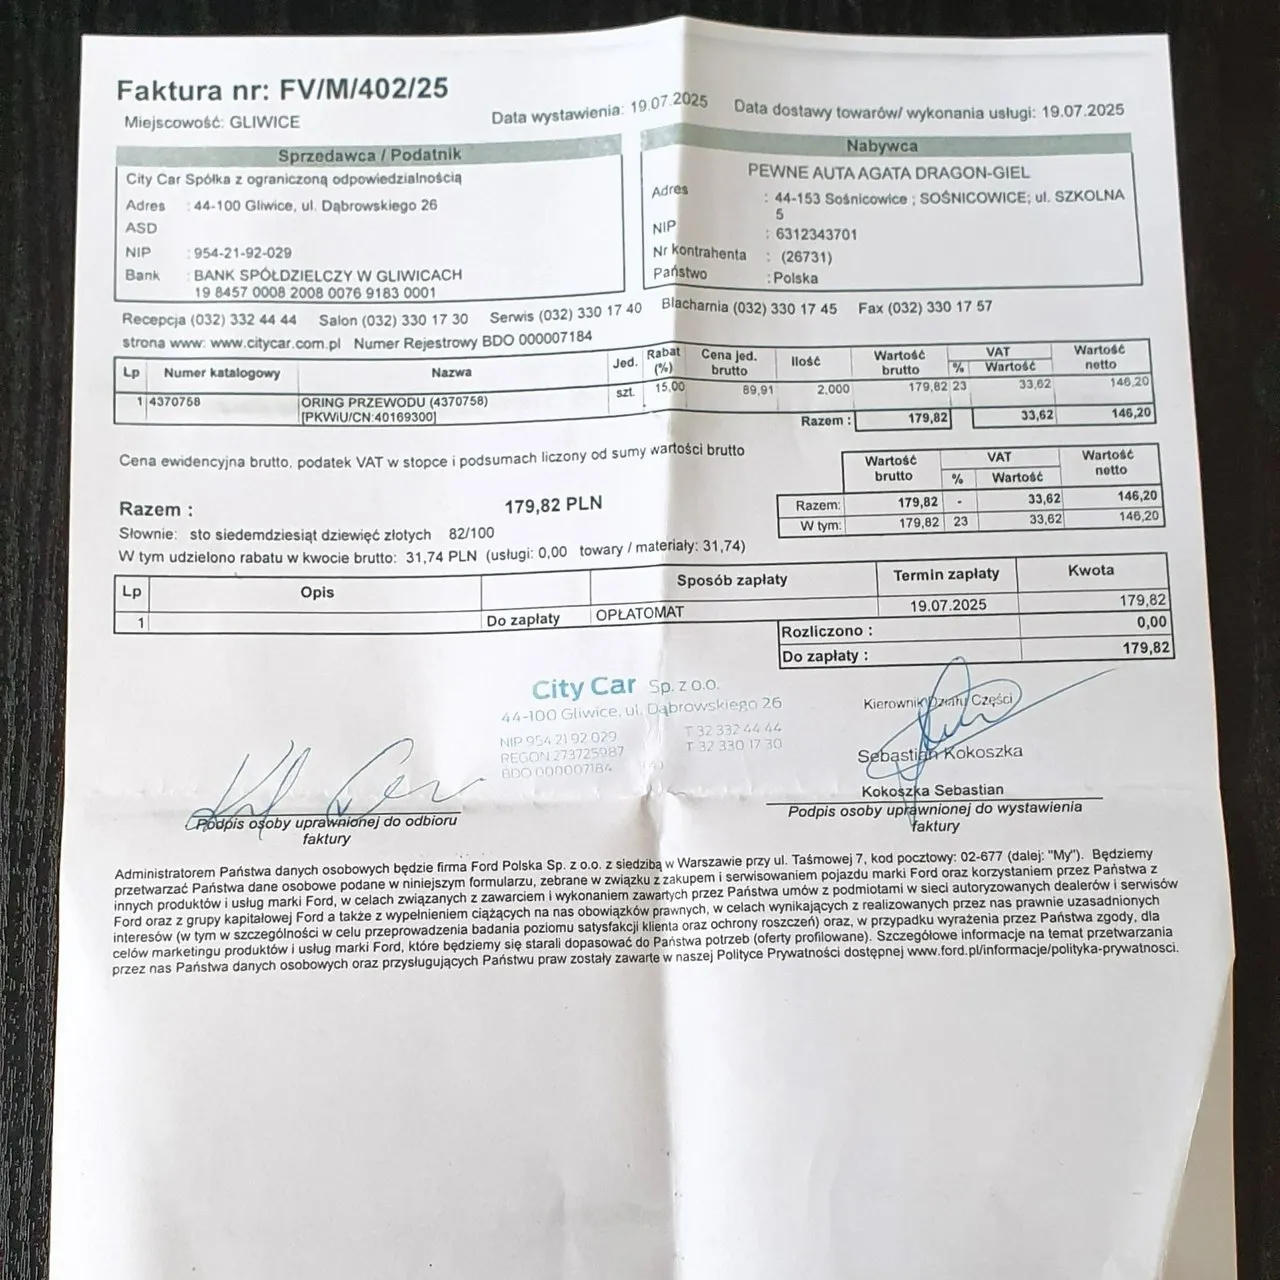 Faktura nr: FV/M/402/25
Miejscowość: GLIWICE
Data wystawienia: 19.07.2025
Data dostawy towarów/ wykonania usługi: 19.07.2025
Sprzedawca / Podatnik
City Car Spółka z ograniczoną odpowiedzialnością
Adres : 44-100 Gliwice, ul. Dąbrowskiego 26
ASD
NIP : 954-21-92-029
Bank : BANK SPÓŁDZIELCZY W GLIWICACH
19 8457 0008 2008 0076 9183 0001
Nabywca
PEWNE AUTA AGATA DRAGON-GIEL
Adres : 44-153 Sośnicowice ; SOŚNICOWICE; ul. SZKOLNA
5
NIP : 6312343701
Nr kontrahenta : (26731)
Państwo : Polska
Recepcja (032) 332 44 44 Salon (032) 330 17 30 Serwis (032) 330 17 40 Blacharnia (032) 330 17 45 Fax (032) 330 17 57
strona www: www.citycar.com.pl Numer Rejestrowy BDO 000007184
Lp Numer katalogowy Nazwa Jed. Rabat (%) Cena jed. brutto Ilość Wartość brutto VAT % Wartość Wartość netto
1 4370758 ORING PRZEWODU (4370758) szt. 15,00 89,91 2,000 179,82 23 33,62 146,20
[PKWiU/CN:40169300]
Razem : 179,82 33,62 146,20
Cena ewidencyjna brutto, podatek VAT w stopce i podsumach liczony od sumy wartości brutto
Wartość brutto VAT % Wartość Wartość netto
Razem: 179,82 - 33,62 146,20
W tym: 179,82 23 33,62 146,20
Razem : 179,82 PLN
Słownie: sto siedemdziesiąt dziewięć złotych 82/100
W tym udzielono rabatu w kwocie brutto: 31,74 PLN (usługi: 0,00 towary / materiały: 31,74)
Lp Opis Sposób zapłaty Termin zapłaty Kwota
1 Do zapłaty OPŁATOMAT 19.07.2025 179,82
Rozliczono : 0,00
Do zapłaty : 179,82
City Car Sp. z o.o.
44-100 Gliwice, ul. Dąbrowskiego 26
NIP 954 21 92 029 T 32 332 44 44
REGON 273725987 T 32 330 17 30
BDO 000007184 (4)
Kierownik Działu Części
Sebastian Kokoszka
Kokoszka Sebastian
Podpis osoby uprawnionej do odbioru
faktury
Podpis osoby uprawnionej do wystawienia
faktury
Administratorem Państwa danych osobowych będzie firma Ford Polska Sp. z o.o. z siedzibą w Warszawie przy ul. Taśmowej 7, kod pocztowy: 02-677 (dalej: "My"). Będziemy
przetwarzać Państwa dane osobowe podane w niniejszym formularzu, zebrane w związku z zakupem i serwisowaniem pojazdu marki Ford oraz korzystaniem przez Państwa z
innych produktów i usług marki Ford, w celach związanych z zawarciem i wykonaniem zawartych przez Państwa umów z podmiotami w sieci autoryzowanych dealerów i serwisów
Ford oraz z grupy kapitałowej Ford a także z wypełnieniem ciążących na nas obowiązków prawnych, w celach wynikających z realizowanych przez nas prawnie uzasadnionych
interesów (w tym w szczególności w celu przeprowadzenia badania poziomu satysfakcji klienta oraz ochrony roszczeń) oraz, w przypadku wyrażenia przez Państwa zgody, dla
celów marketingu produktów i usług marki Ford, które będziemy się starali dopasować do Państwa potrzeb (oferty profilowane). Szczegółowe informacje na temat przetwarzania
przez nas Państwa danych osobowych oraz przysługujących Państwu praw zostały zawarte w naszej Polityce Prywatności dostępnej www.ford.pl/informacje/polityka-prywatnosci.